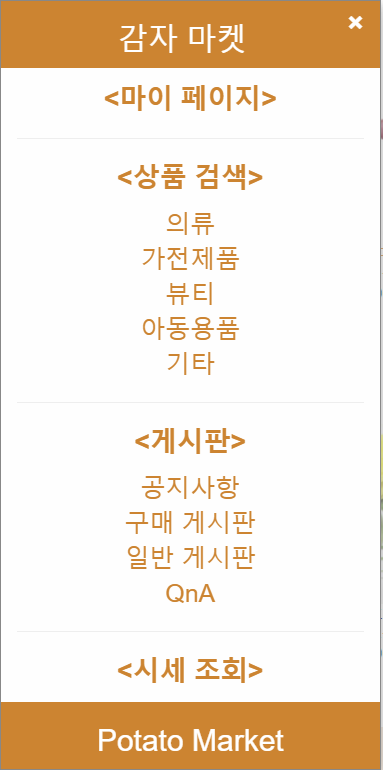 감자 마켓
×
<마이 페이지>
<상품 검색>
의류
가전제품
뷰티
아동용품
기타
<게시판>
공지사항
구매 게시판
일반 게시판
QnA
<시세 조회>
Potato Market